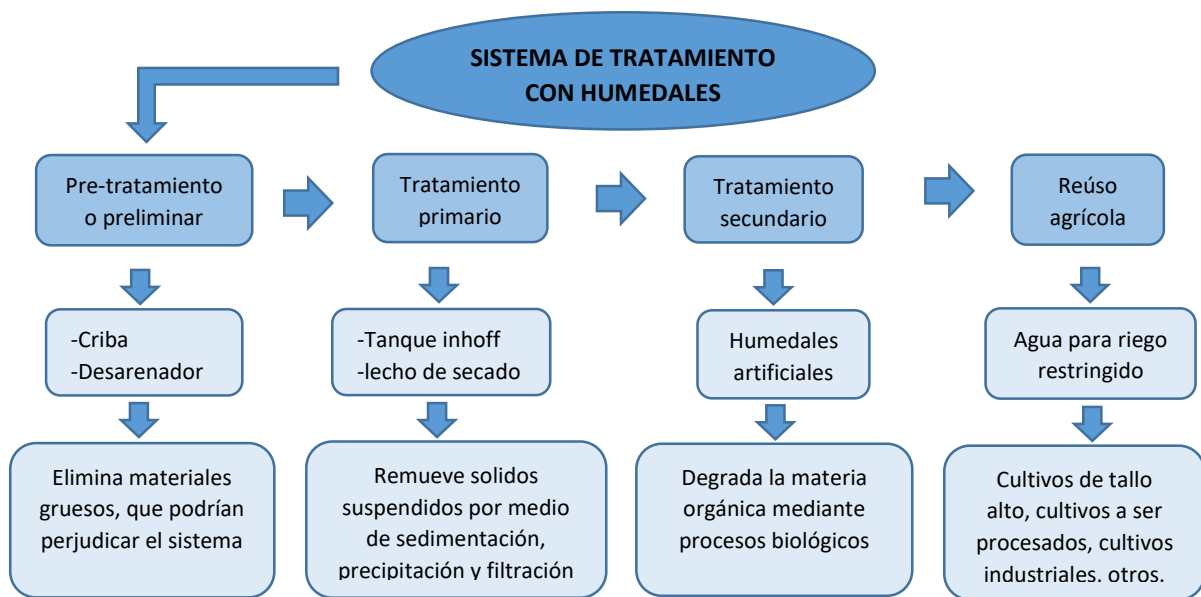 SISTEMA DE TRATAMIENTO
CON HUMEDALES
Pre-tratamiento
o preliminar
Tratamiento
primario
Tratamiento
secundario
Reúso
agrícola
-Criba
-Desarenador
-Tanque inhoff
-lecho de secado
Humedales
artificiales
Agua para riego
restringido
Elimina materiales
gruesos, que podrían
perjudicar el sistema
Remueve solidos
suspendidos por medio
de sedimentación,
precipitación y filtración
Degrada la materia
orgánica mediante
procesos biológicos
Cultivos de tallo
alto, cultivos a ser
procesados, cultivos
industriales. otros.